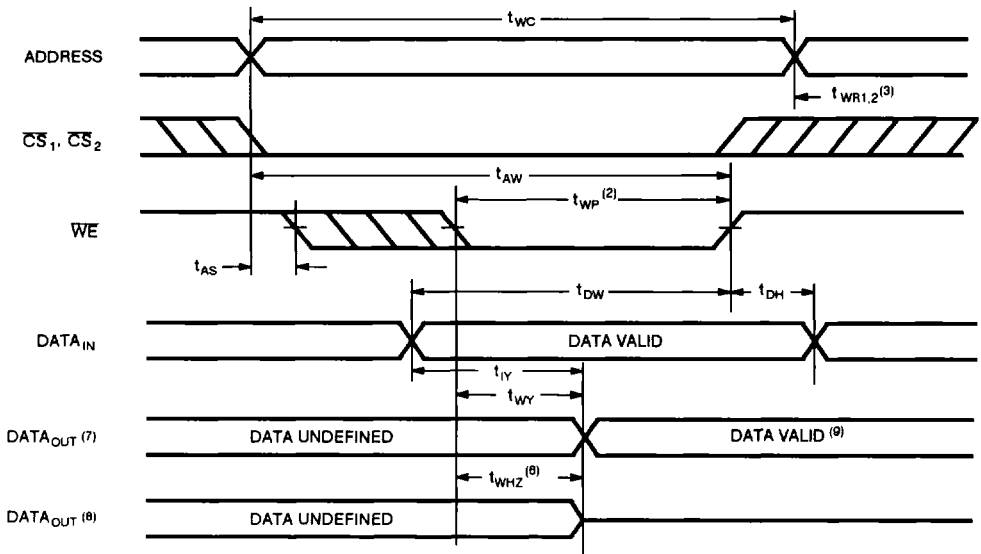 tWC
ADDRESS
tWR1,2(3)
CS1, CS2
tAW
tWP(2)
WE
tAS
tDW
tDH
DATAIN
DATA VALID
tIY
tWY
DATAOUT (7)
DATA UNDEFINED
DATA VALID(9)
tWHZ(6)
DATAOUT (8)
DATA UNDEFINED